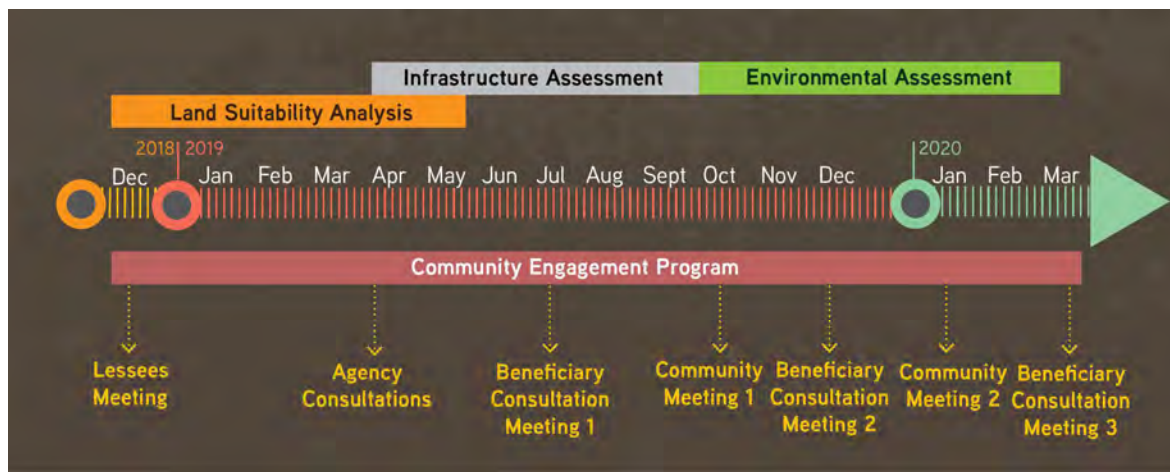 Infrastructure Assessment
Environmental Assessment
Land Suitability Analysis
2018 2019
2020
Dec Jan Feb Mar Apr May Jun Jul Aug Sept Oct Nov Dec Jan Feb Mar
Community Engagement Program
Lessees
Meeting
Agency
Consultations
Beneficiary
Consultation
Meeting 1
Community
Meeting 1
Beneficiary
Consultation
Meeting 2
Community
Meeting 2
Beneficiary
Consultation
Meeting 3